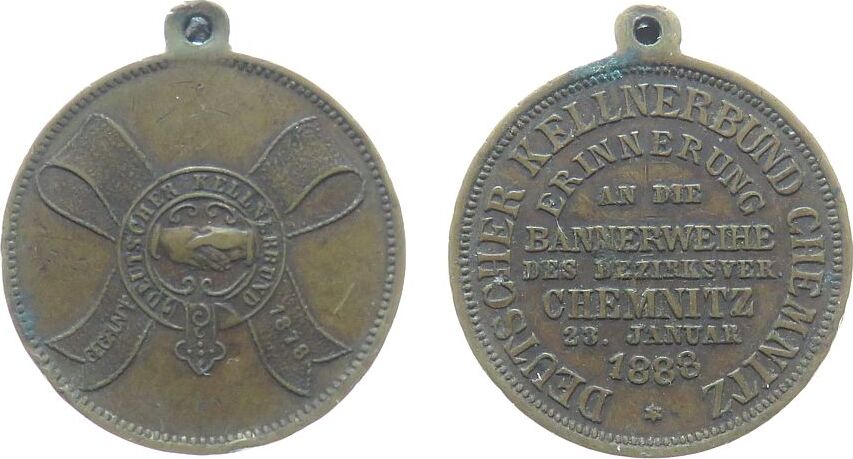 DEUTSCHER KELLNERBUND
GEGR. i/L.
1878
DEUTSCHER KELLNERBUND CHEMNITZ
ERINNERUNG
AN DIE
BANNERWEIHE
DES BEZIRKSVER.
CHEMNITZ
23. JANUAR
1888